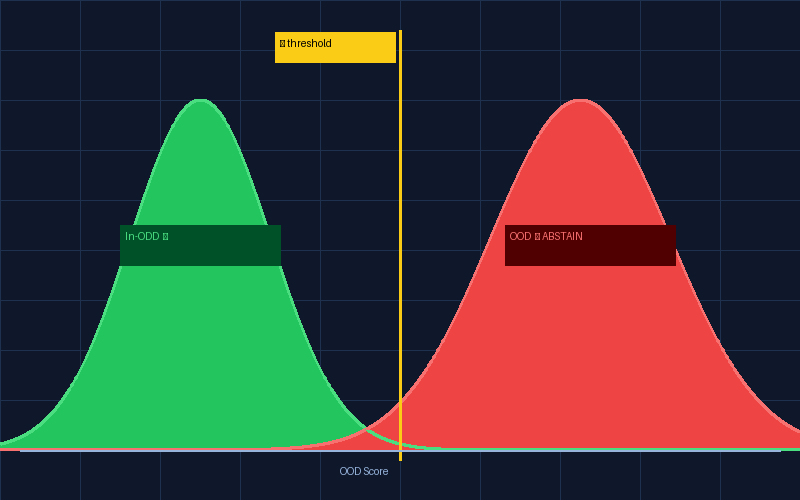 threshold
In-ODD
OOD ABSTAIN
OOD Score